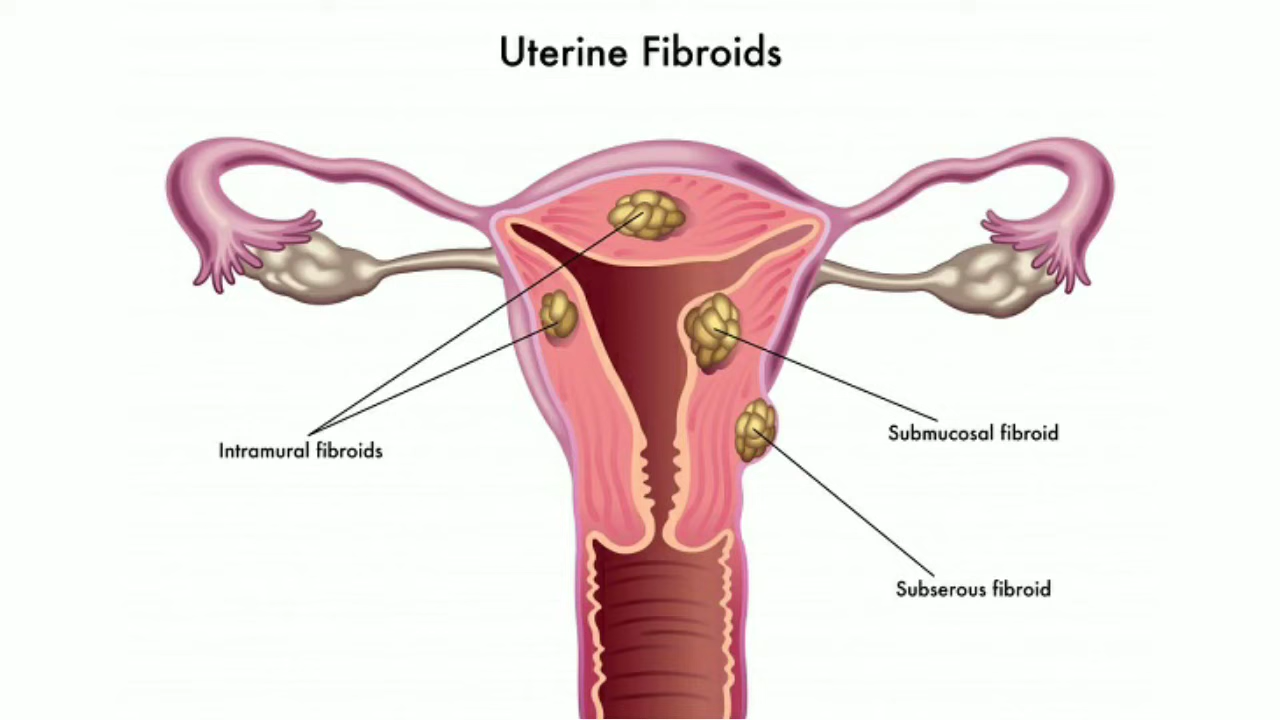 Uterine Fibroids
Intramural fibroids
Submucosal fibroid
Subserous fibroid